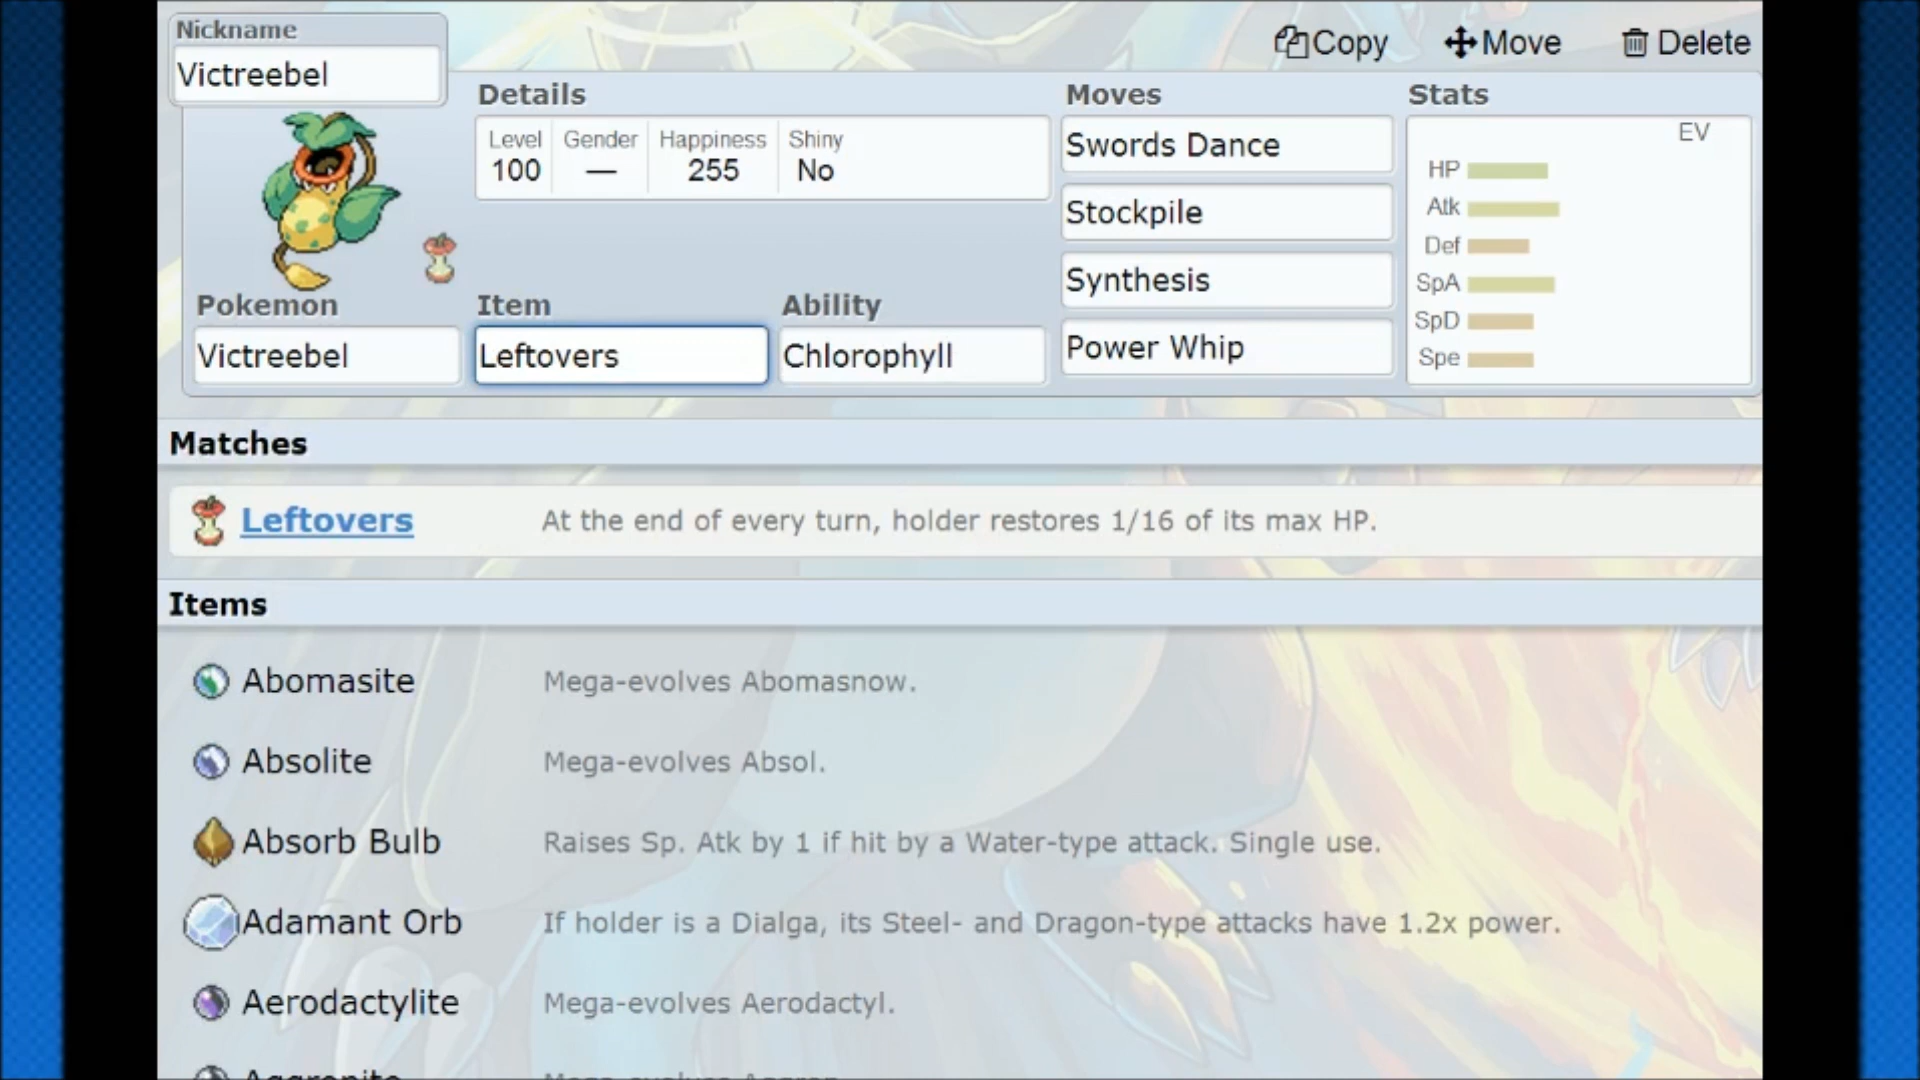 Nickname
Victreebel
Copy Move Delete
Details
Level Gender Happiness Shiny
100 — 255 No
Pokemon
Victreebel
Item
Leftovers
Ability
Chlorophyll
Moves
Swords Dance
Stockpile
Synthesis
Power Whip
Stats
EV
HP
Atk
Def
SpA
SpD
Spe
Matches
Leftovers At the end of every turn, holder restores 1/16 of its max HP.
Items
Abomasite Mega-evolves Abomasnow.
Absolite Mega-evolves Absol.
Absorb Bulb Raises Sp. Atk by 1 if hit by a Water-type attack. Single use.
Adamant Orb If holder is a Dialga, its Steel- and Dragon-type attacks have 1.2x power.
Aerodactylite Mega-evolves Aerodactyl.